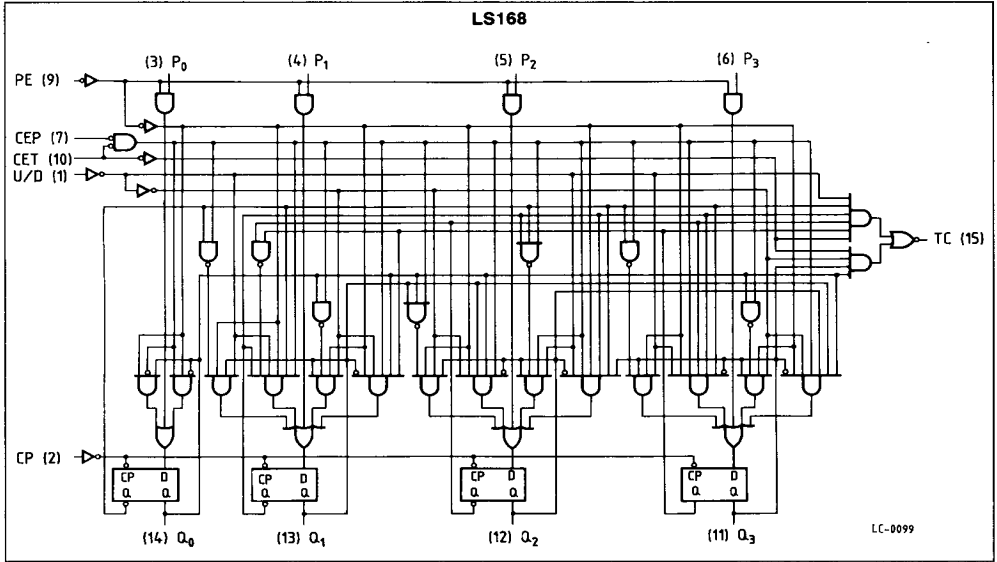 LS168
(3) P0 (4) P1 (5) P2 (6) P3
PE (9)
CEP (7)
CET (10)
U/D (1)
TC (15)
CP (2)
CP D CP D CP D CP D
Q Q Q Q Q Q Q Q
(14) Q0 (13) Q1 (12) Q2 (11) Q3
LC-0099